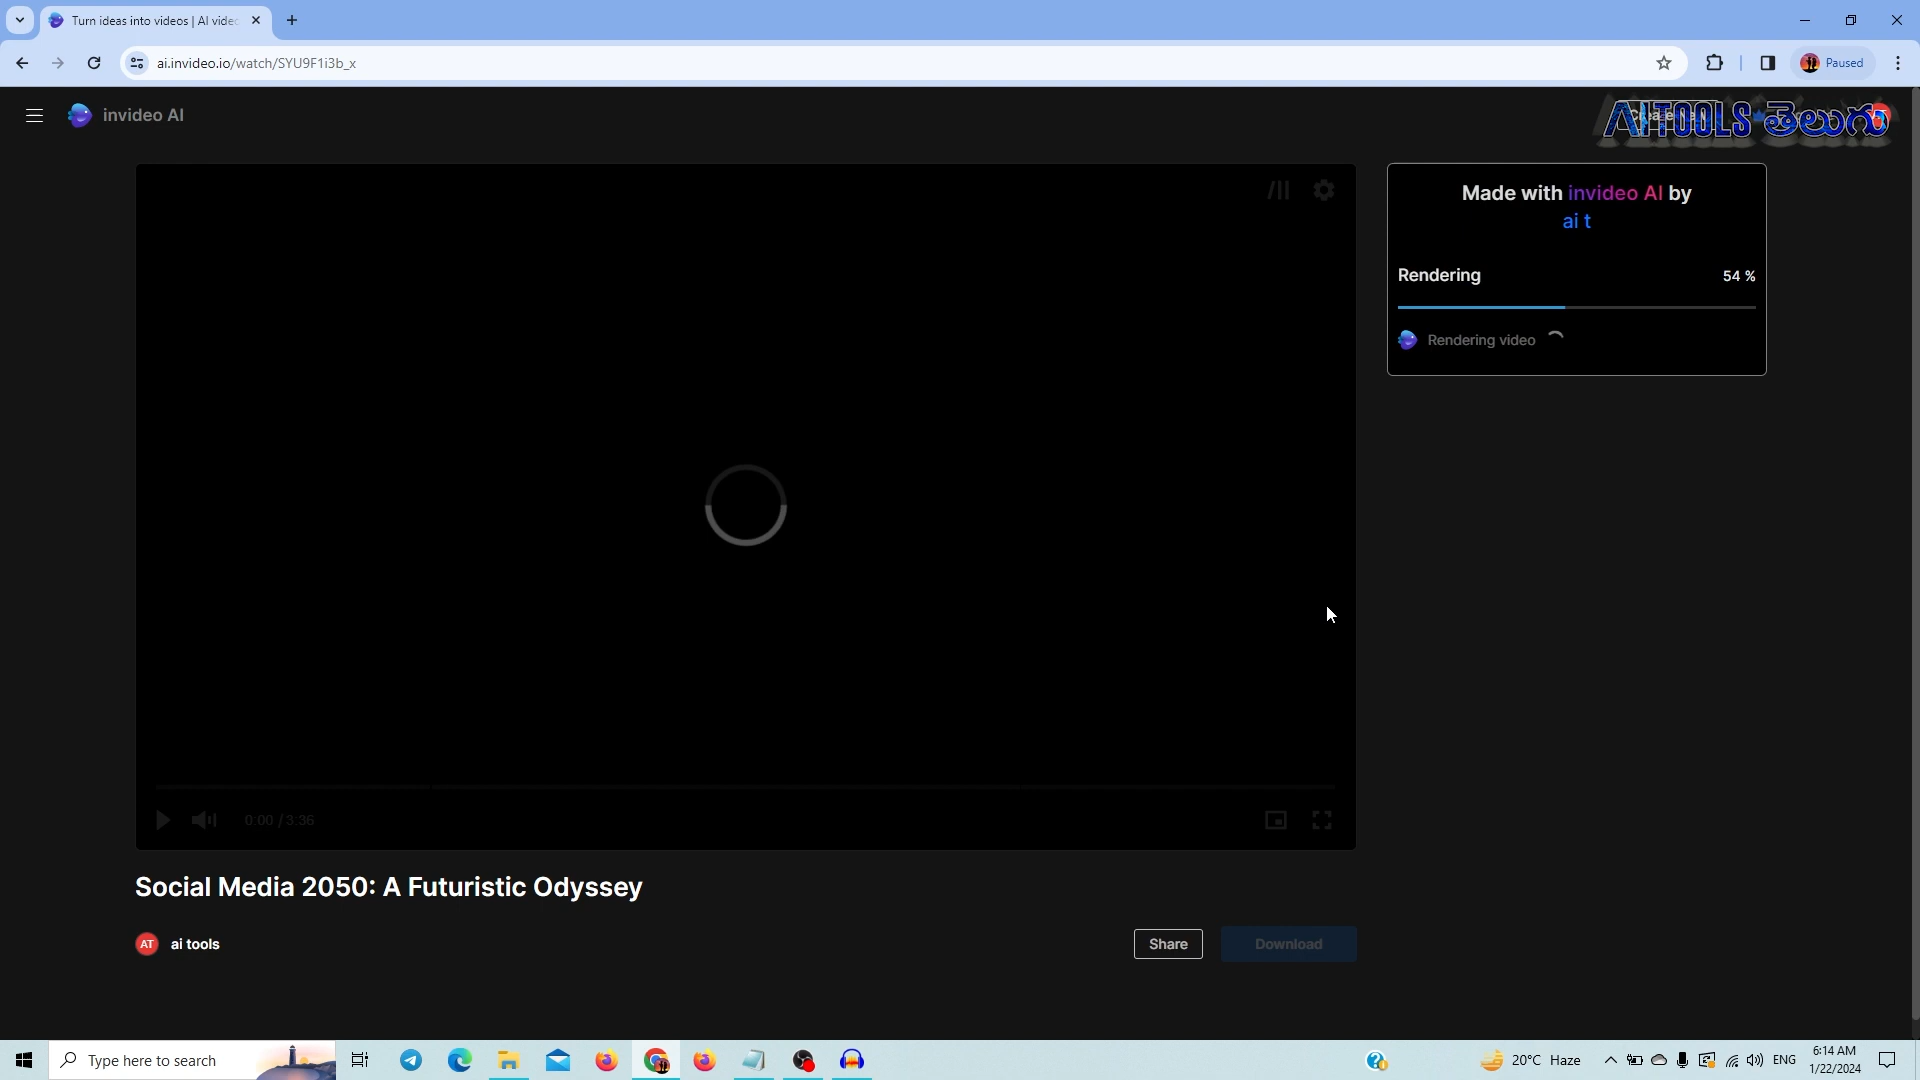 Turn ideas into videos | AI videc
ai.invideo.io/watch/SYU9F1i3b_x
Paused
invideo AI
AI TOOLS తెలుగు
Made with invideo AI by
ai t
Rendering 54 %
Rendering video
0:00 / 3:36
Social Media 2050: A Futuristic Odyssey
AT ai tools
Share Download
Type here to search
20°C Haze
ENG
6:14 AM
1/22/2024